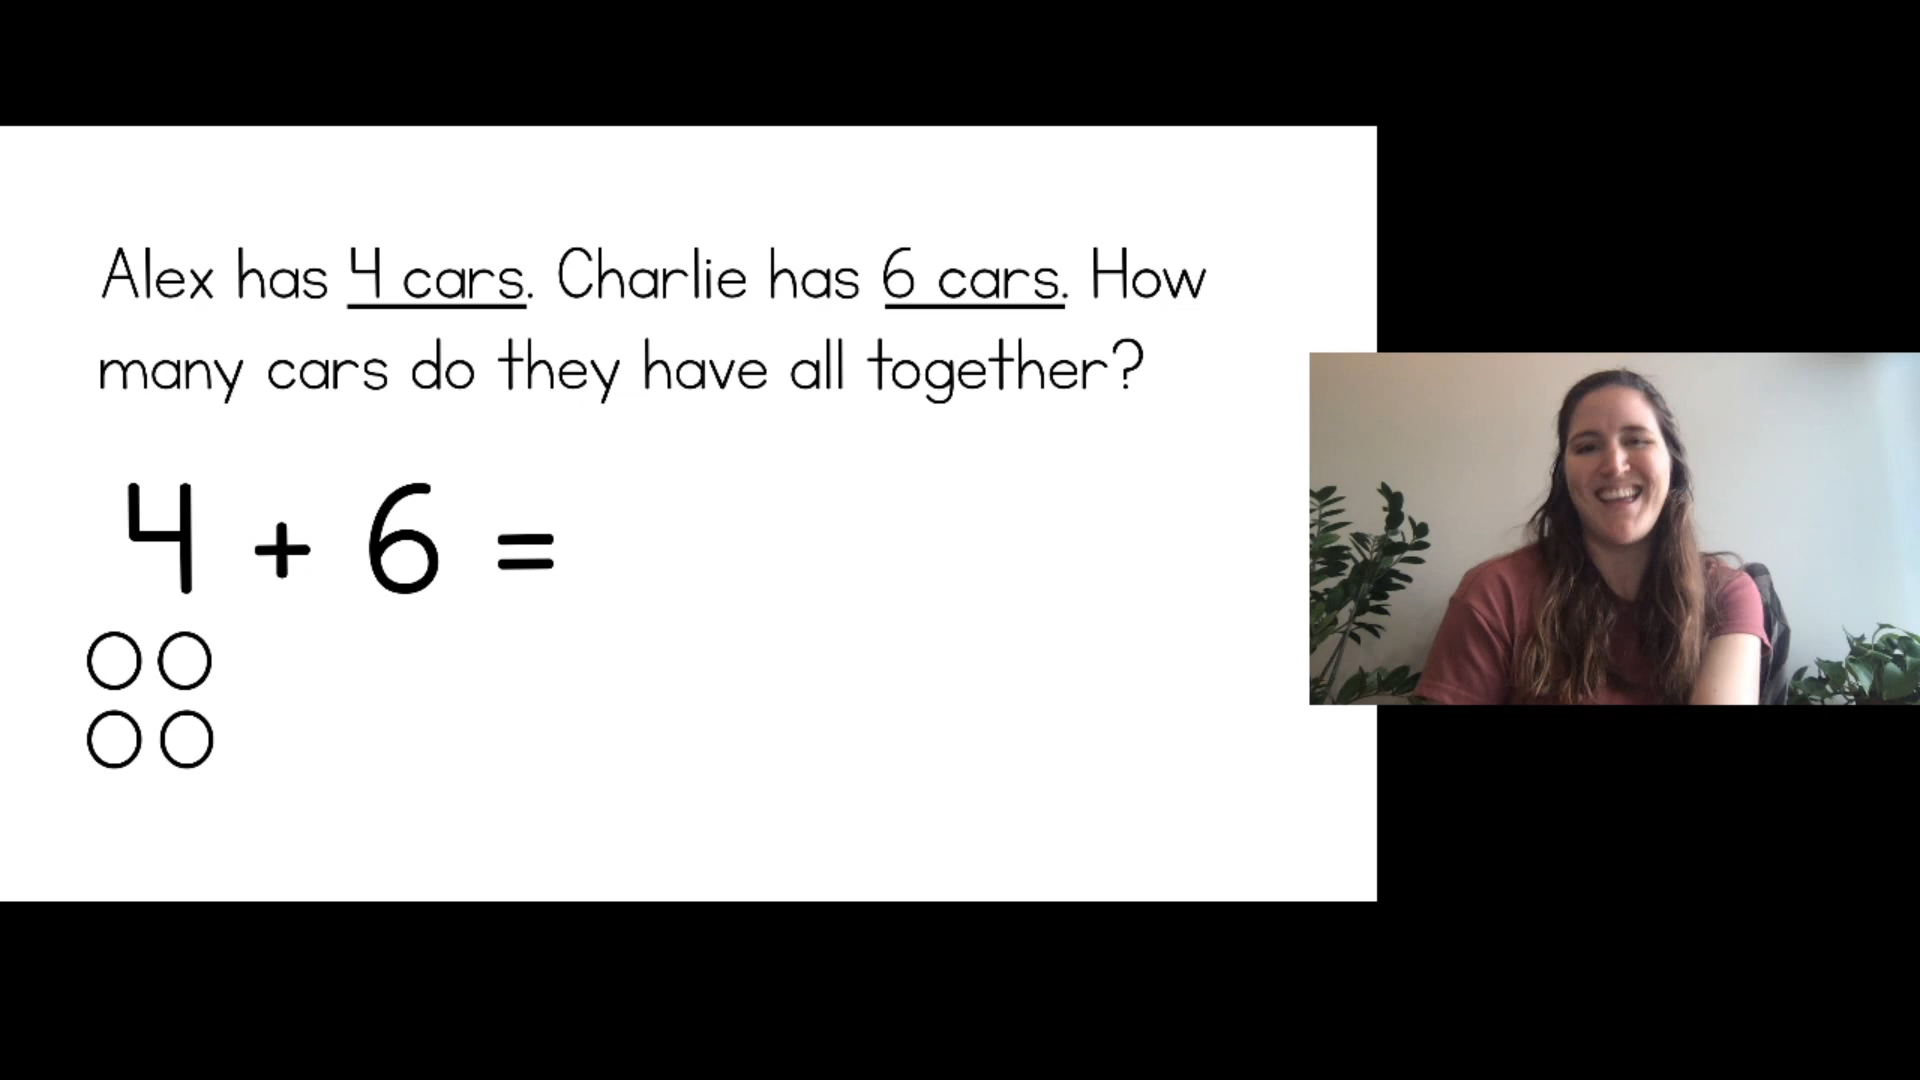 Alex has 4 cars. Charlie has 6 cars. How
many cars do they have all together?
4 + 6 =